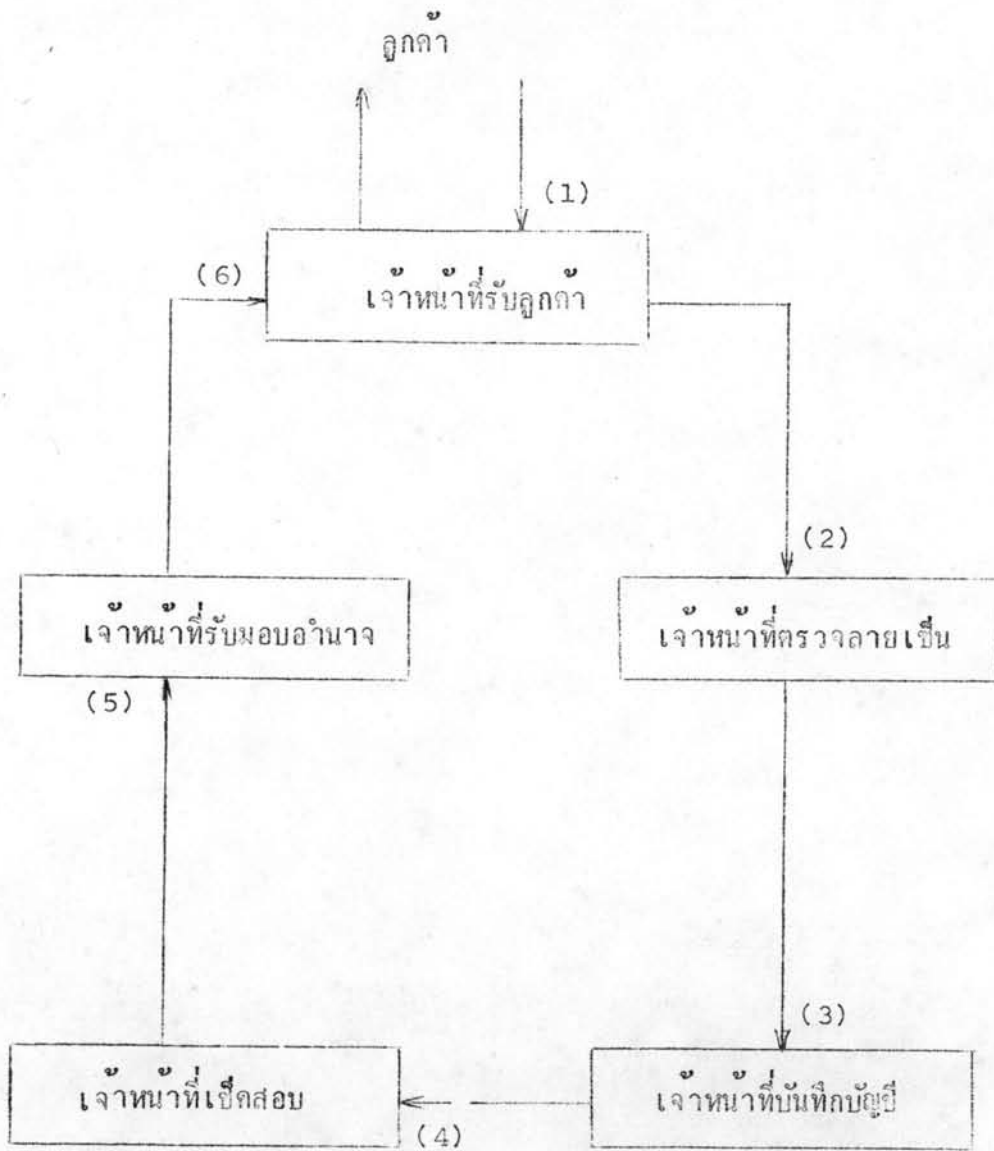 ลูกค้า
(1)
(6)
เจ้าหน้าที่รับลูกค้า
(2)
เจ้าหน้าที่รับมอบอำนาจ
เจ้าหน้าที่ตรวจลายเซ็น
(5)
(3)
เจ้าหน้าที่เช็คสอบ
เจ้าหน้าที่บันทึกบัญชี
(4)